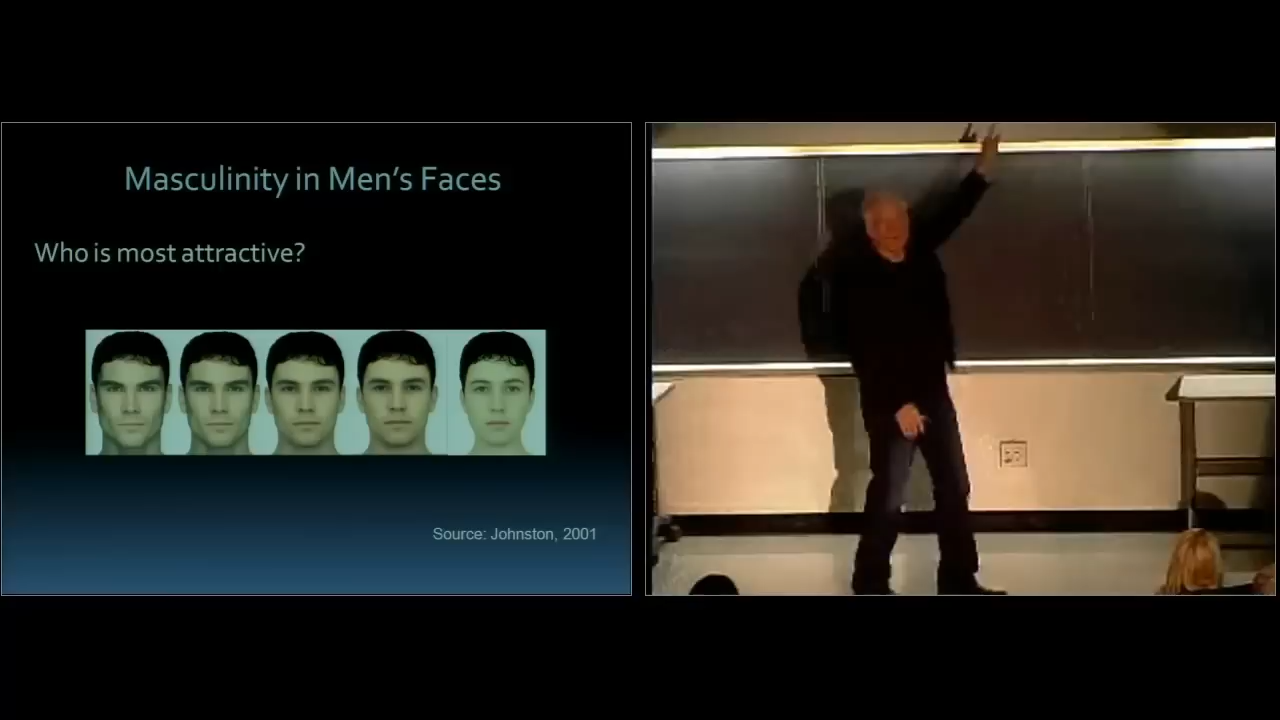 Masculinity in Men's Faces
Who is most attractive?
Source: Johnston, 2001